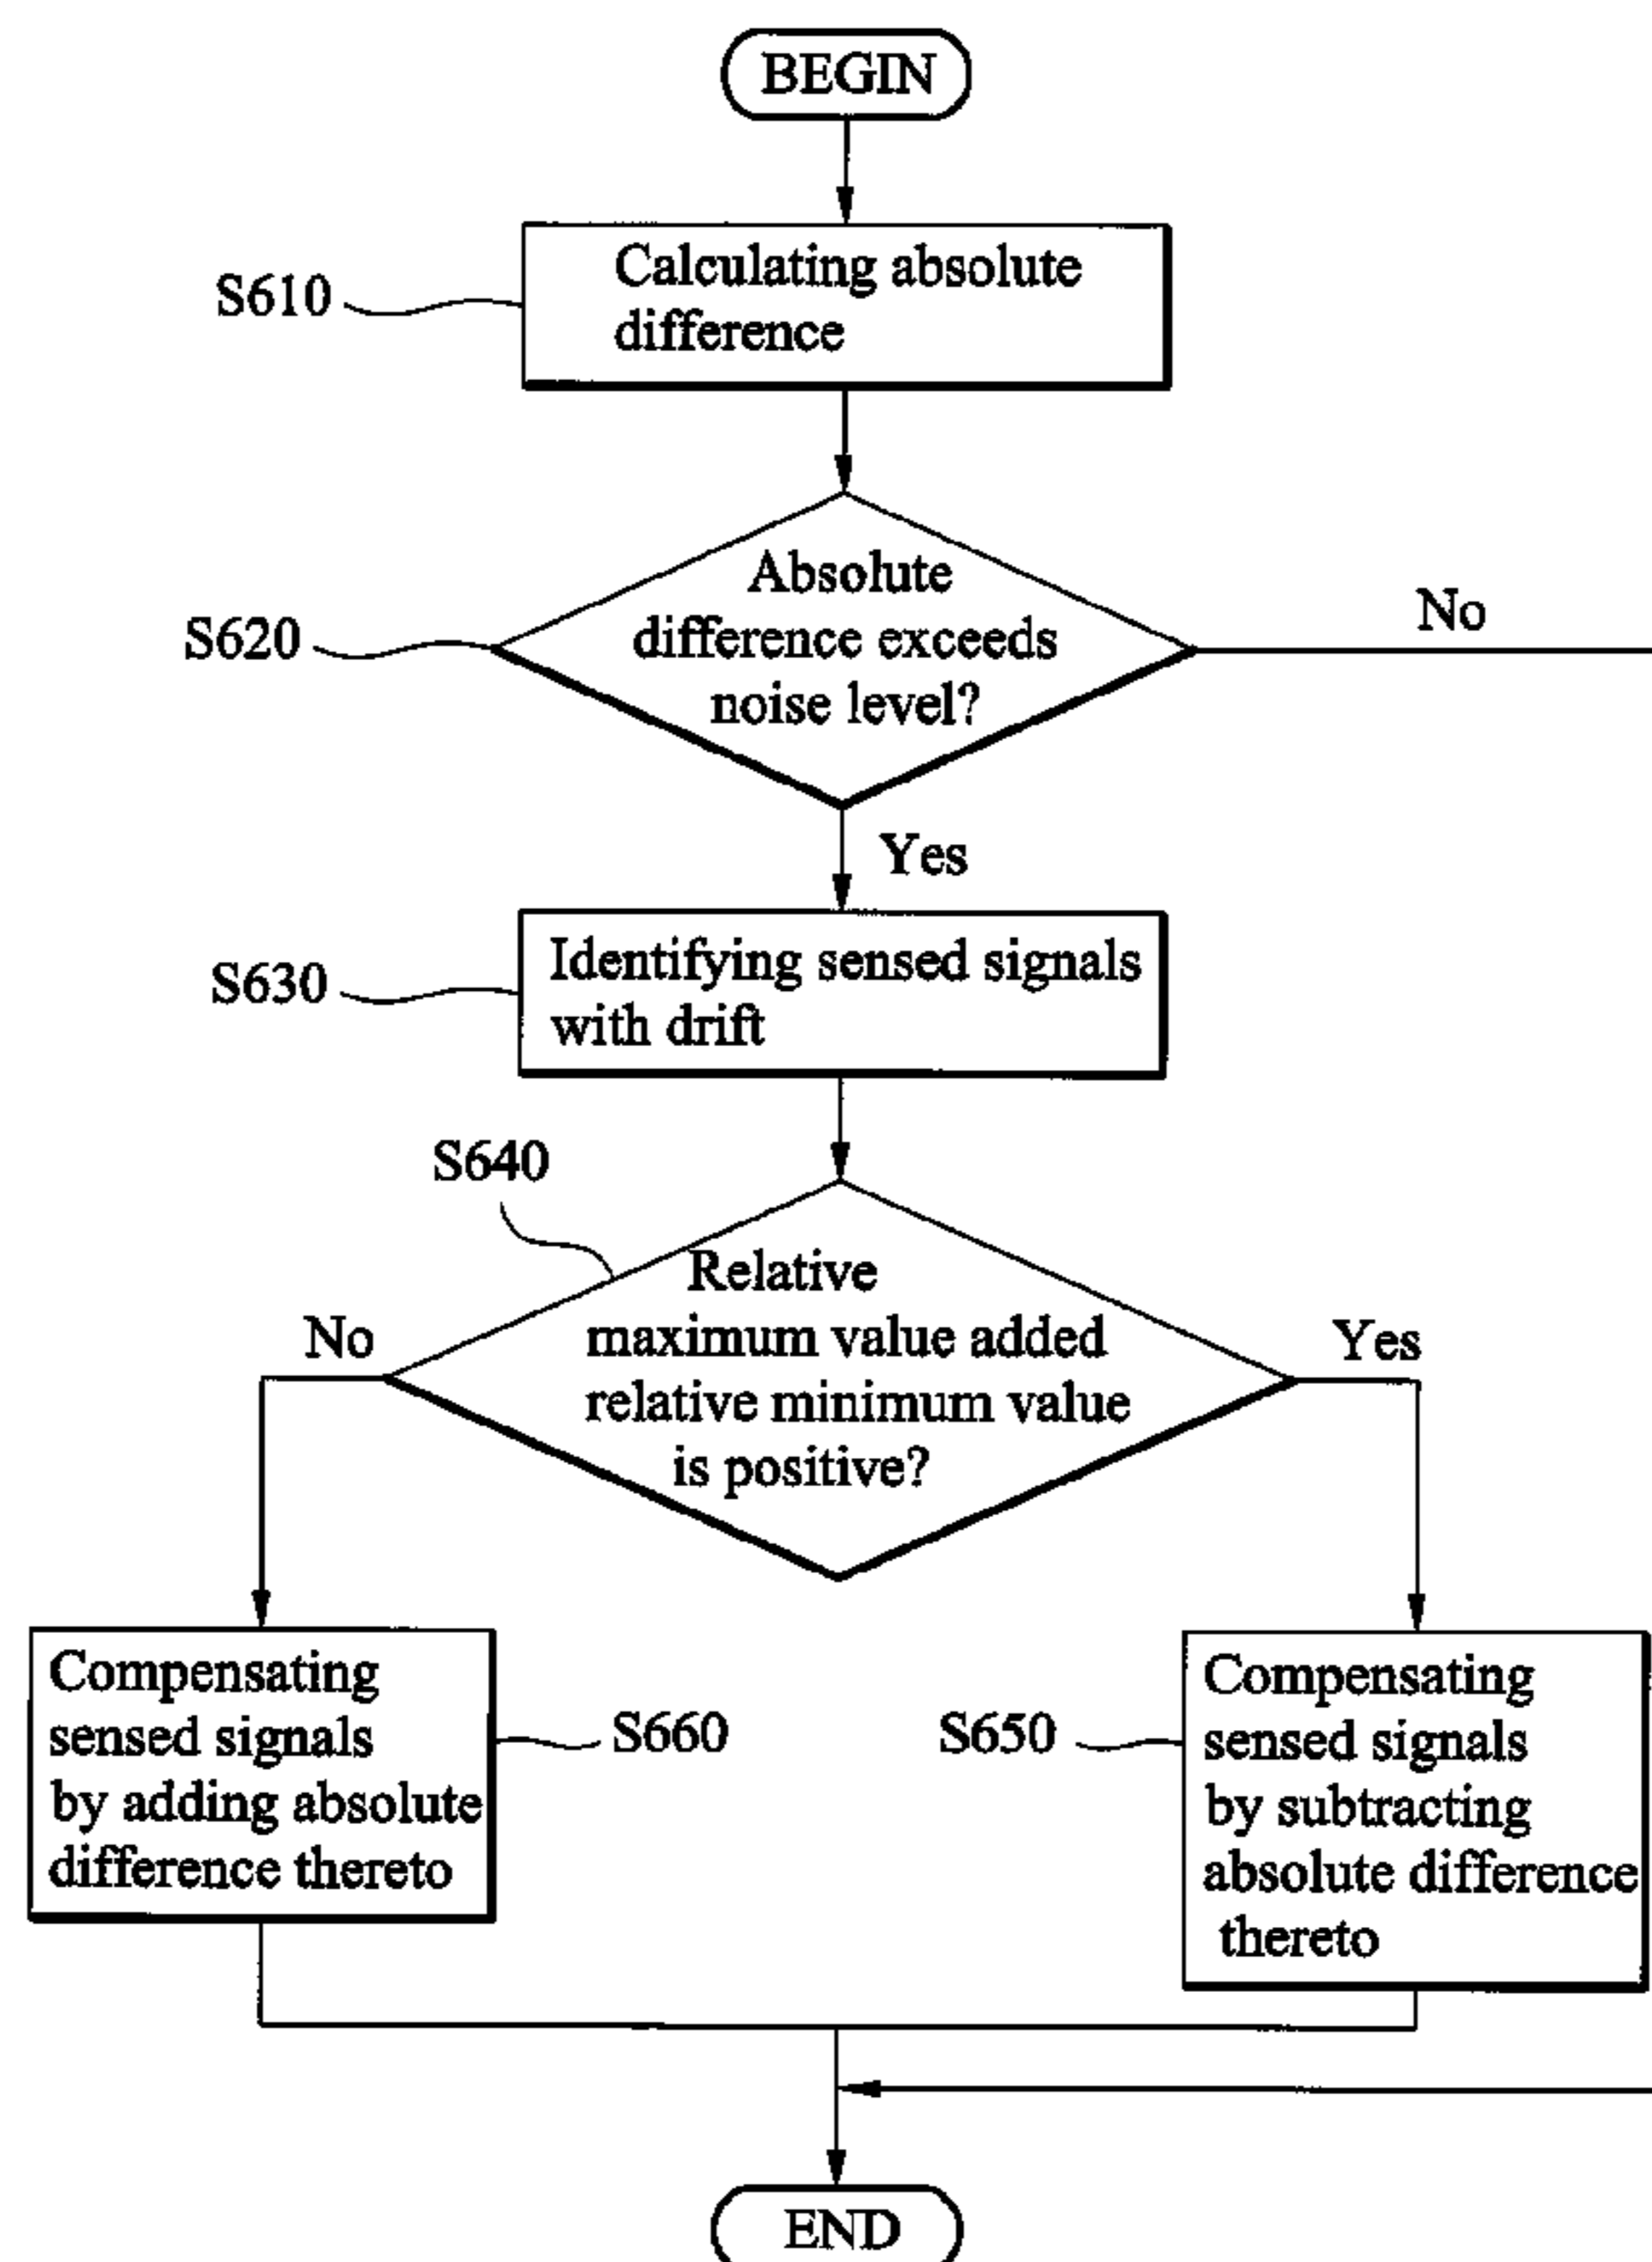 BEGIN
S610
Calculating absolute
difference
S620
Absolute
difference exceeds
noise level?
No
Yes
S630
Identifying sensed signals
with drift
S640
Relative
maximum value added
relative minimum value
is positive?
No
Yes
Compensating
sensed signals
by adding absolute
difference thereto
S660
S650
Compensating
sensed signals
by subtracting
absolute difference
thereto
END